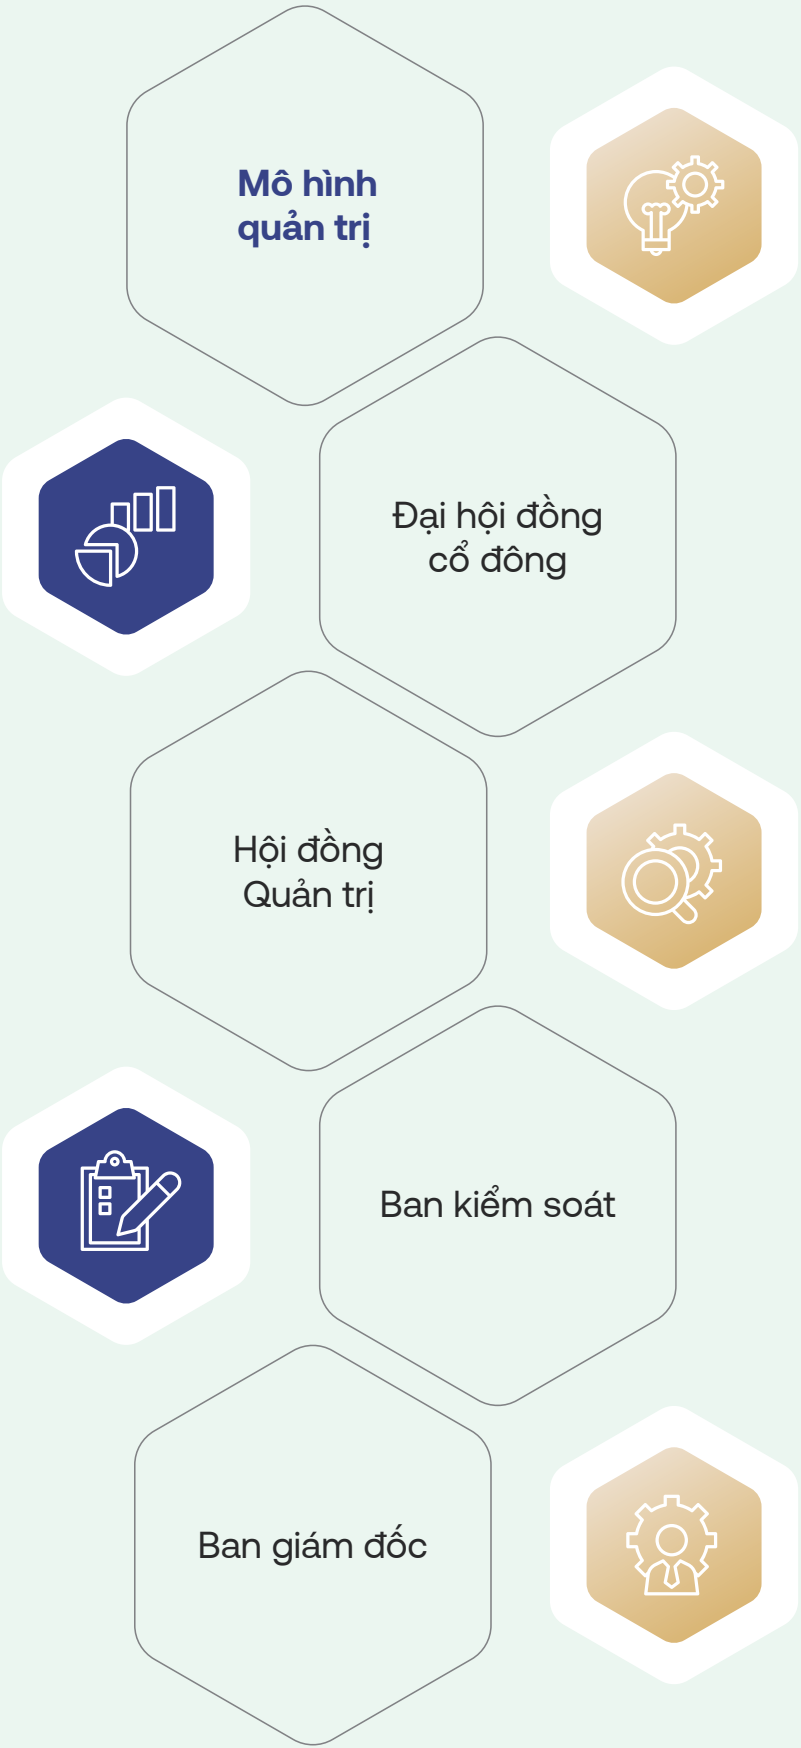 Mô hình
quản trị
Đại hội đồng
cổ đông
Hội đồng
Quản trị
Ban kiểm soát
Ban giám đốc